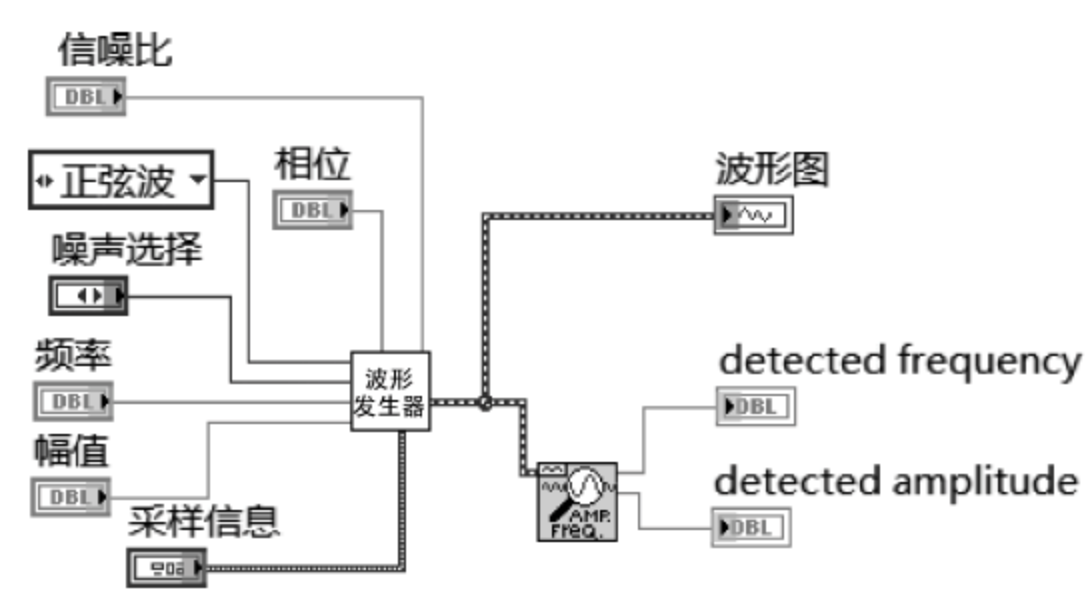 信噪比
DBL
正弦波
相位
DBL
波形图
噪声选择
频率
DBL
波形
发生器
detected frequency
DBL
幅值
DBL
detected amplitude
DBL
采样信息
AMP.
FREQ.